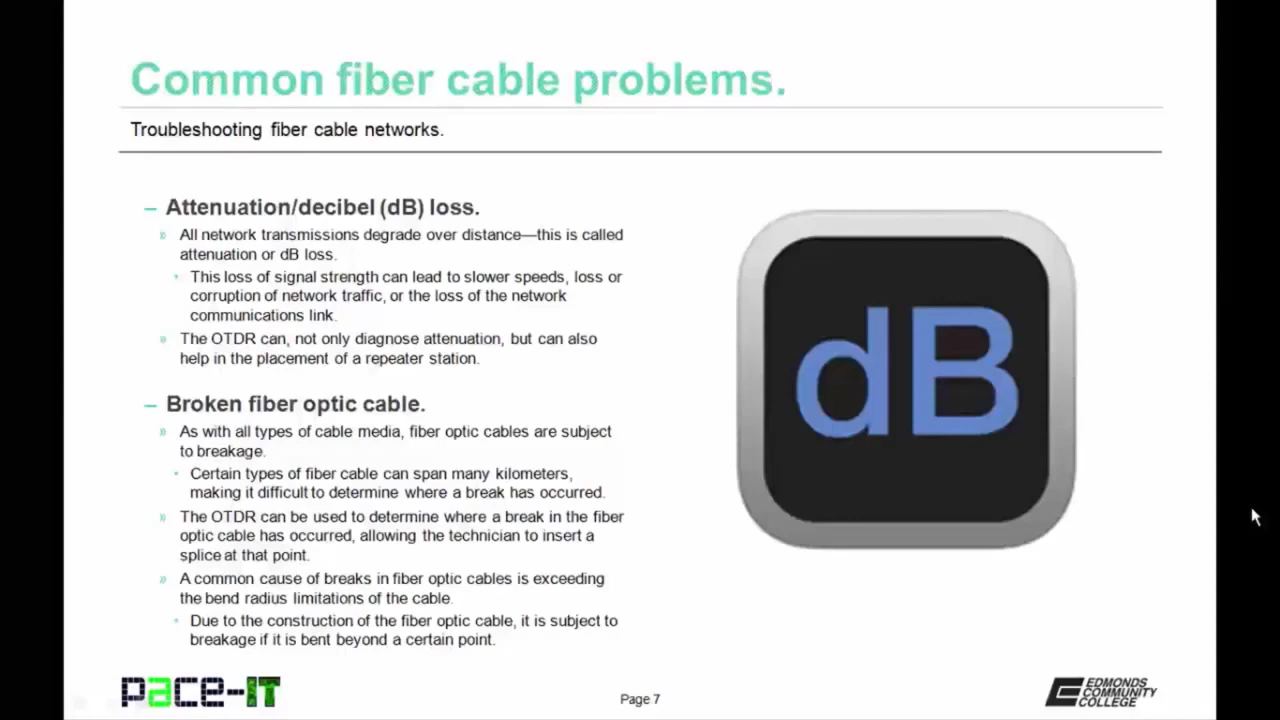 Common fiber cable problems.
Troubleshooting fiber cable networks.
– Attenuation/decibel (dB) loss.
» All network transmissions degrade over distance—this is called
attenuation or dB loss.
• This loss of signal strength can lead to slower speeds, loss or
corruption of network traffic, or the loss of the network
communications link.
» The OTDR can, not only diagnose attenuation, but can also
help in the placement of a repeater station.
– Broken fiber optic cable.
» As with all types of cable media, fiber optic cables are subject
to breakage.
• Certain types of fiber cable can span many kilometers,
making it difficult to determine where a break has occurred.
» The OTDR can be used to determine where a break in the fiber
optic cable has occurred, allowing the technician to insert a
splice at that point.
» A common cause of breaks in fiber optic cables is exceeding
the bend radius limitations of the cable.
• Due to the construction of the fiber optic cable, it is subject to
breakage if it is bent beyond a certain point.
dB
pace-IT
Page 7
EDMONDS
COMMUNITY
COLLEGE